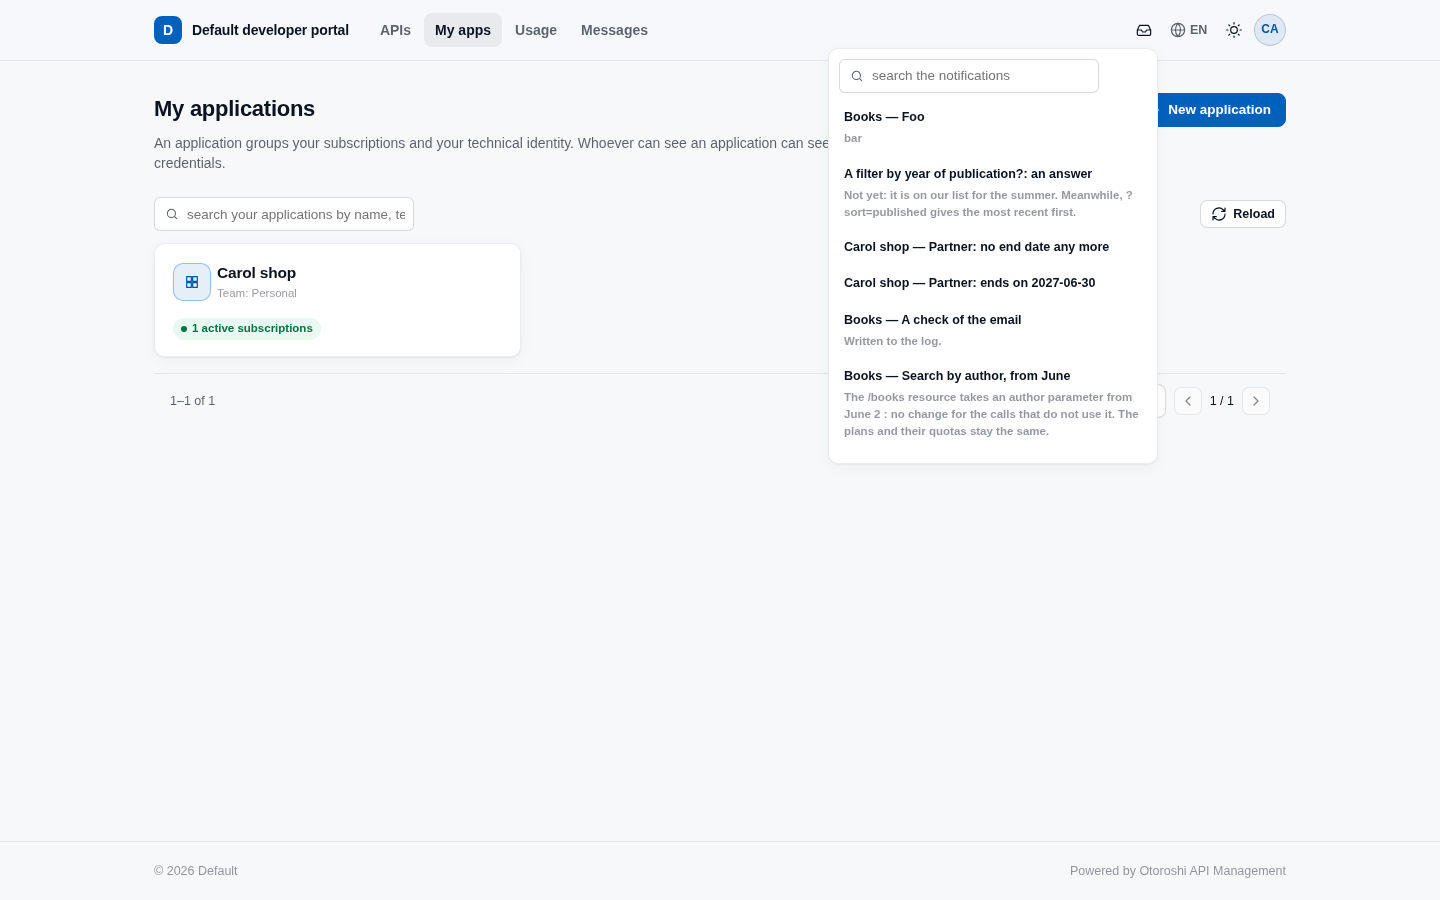 D
Default developer portal
APIs
My apps
Usage
Messages
EN
CA
search the notifications
My applications
New application
An application groups your subscriptions and your technical identity. Whoever can see an application can see
credentials.
search your applications by name, te
Reload
Carol shop
Team: Personal
1 active subscriptions
1–1 of 1
1 / 1
Books — Foo
bar
A filter by year of publication?: an answer
Not yet: it is on our list for the summer. Meanwhile, ?
sort=published gives the most recent first.
Carol shop — Partner: no end date any more
Carol shop — Partner: ends on 2027-06-30
Books — A check of the email
Written to the log.
Books — Search by author, from June
The /books resource takes an author parameter from
June 2 : no change for the calls that do not use it. The
plans and their quotas stay the same.
© 2026 Default
Powered by Otoroshi API Management